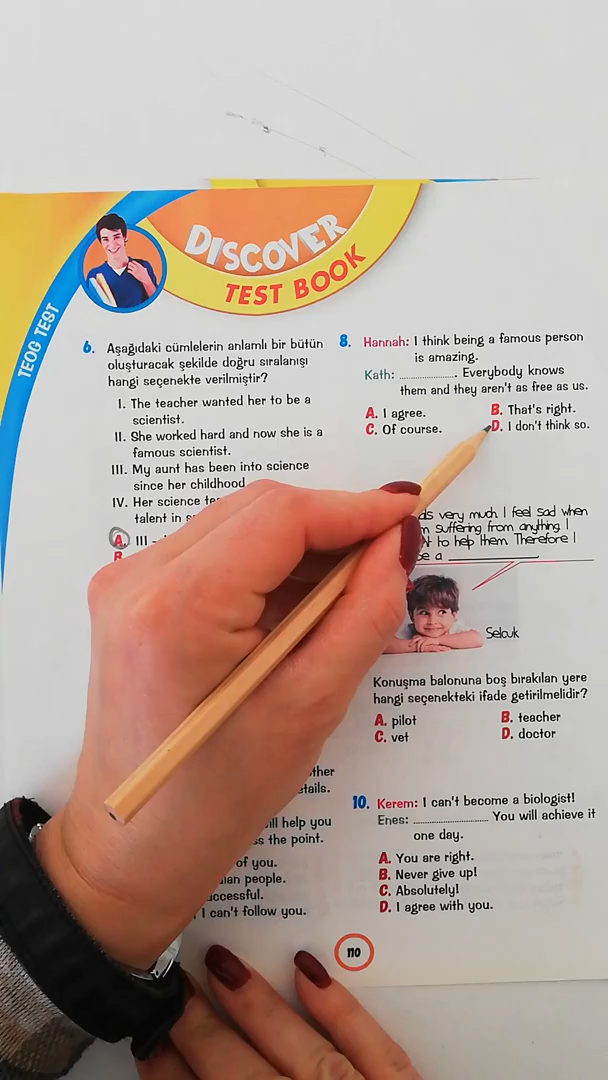 DISCOVER
TEST BOOK
TEOG TEST
6. Aşağıdaki cümlelerin anlamlı bir bütün
oluşturacak şekilde doğru sıralanışı
hangi seçenekte verilmiştir?
I. The teacher wanted her to be a
scientist.
II. She worked hard and now she is a
famous scientist.
III. My aunt has been into science
since her childhood
IV. Her science
talent in
A. III -
B.
ther
etails.
ill help you
the point.
of you.
people.
I can't follow you.
8. Hannah: I think being a famous person
is amazing.
Kath: .................... Everybody knows
them and they aren't as free as us.
A. I agree.
B. That's right.
C. Of course.
D. I don't think so.
very much. I feel sad when
suffering from anything. I
to help them. Therefore I
be a ____________
Selcuk
Konuşma balonuna boş bırakılan yere
hangi seçenekteki ifade getirilmelidir?
A. pilot
B. teacher
C. vet
D. doctor
10. Kerem: I can't become a biologist!
Enes: .......................... You will achieve it
one day.
A. You are right.
B. Never give up!
C. Absolutely!
D. I agree with you.
110